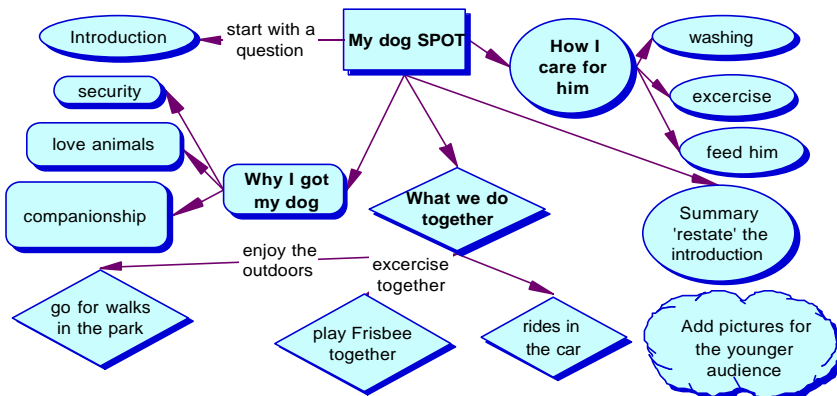 Introduction
start with a
question
My dog SPOT
How I
care for
him
washing
excercise
feed him
security
love animals
companionship
Why I got
my dog
What we do
together
Summary
'restate' the
introduction
enjoy the
outdoors
excercise
together
go for walks
in the park
play Frisbee
together
rides in
the car
Add pictures for
the younger
audience